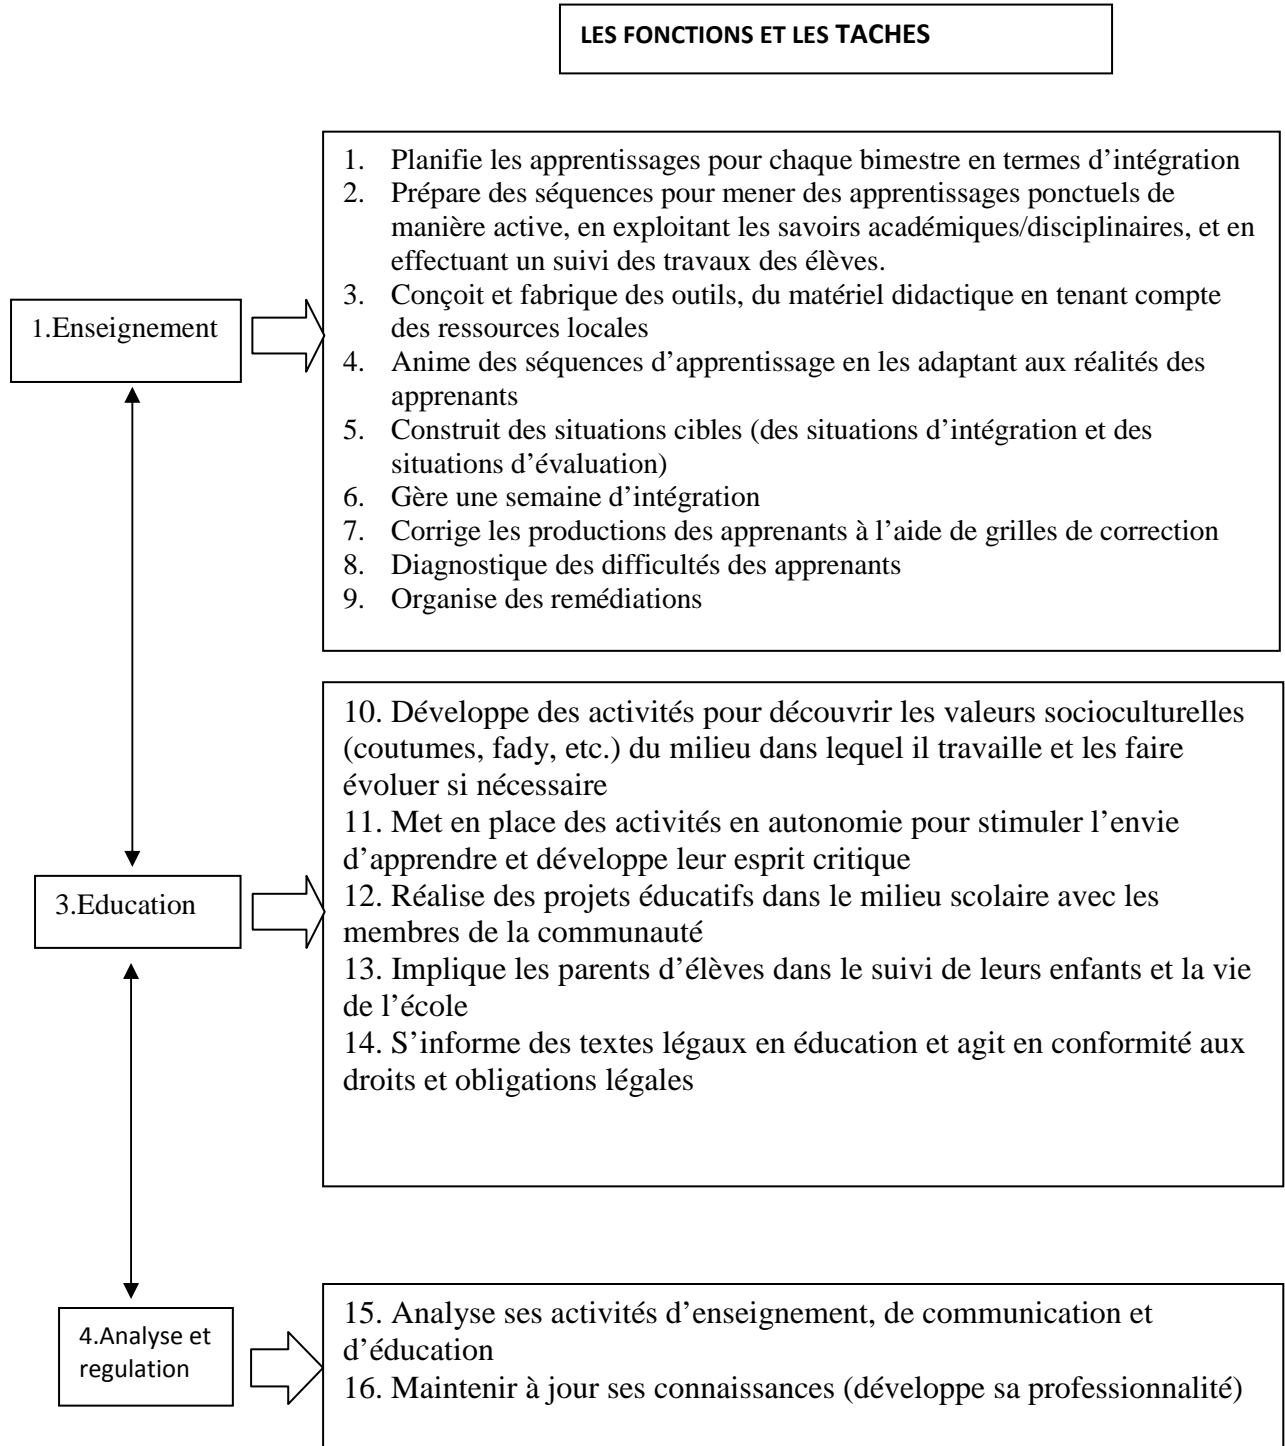 LES FONCTIONS ET LES TACHES
1. Planifie les apprentissages pour chaque bimestre en termes d’intégration
2. Prépare des séquences pour mener des apprentissages ponctuels de
manière active, en exploitant les savoirs académiques/disciplinaires, et en
effectuant un suivi des travaux des élèves.
3. Conçoit et fabrique des outils, du matériel didactique en tenant compte
des ressources locales
4. Anime des séquences d’apprentissage en les adaptant aux réalités des
apprenants
5. Construit des situations cibles (des situations d’intégration et des
situations d’évaluation)
6. Gère une semaine d’intégration
7. Corrige les productions des apprenants à l’aide de grilles de correction
8. Diagnostique des difficultés des apprenants
9. Organise des remédiations
1.Enseignement
10. Développe des activités pour découvrir les valeurs socioculturelles
(coutumes, fady, etc.) du milieu dans lequel il travaille et les faire
évoluer si nécessaire
11. Met en place des activités en autonomie pour stimuler l’envie
d’apprendre et développe leur esprit critique
12. Réalise des projets éducatifs dans le milieu scolaire avec les
membres de la communauté
13. Implique les parents d’élèves dans le suivi de leurs enfants et la vie
de l’école
14. S’informe des textes légaux en éducation et agit en conformité aux
droits et obligations légales
3.Education
15. Analyse ses activités d’enseignement, de communication et
d’éducation
16. Maintenir à jour ses connaissances (développe sa professionnalité)
4.Analyse et
regulation